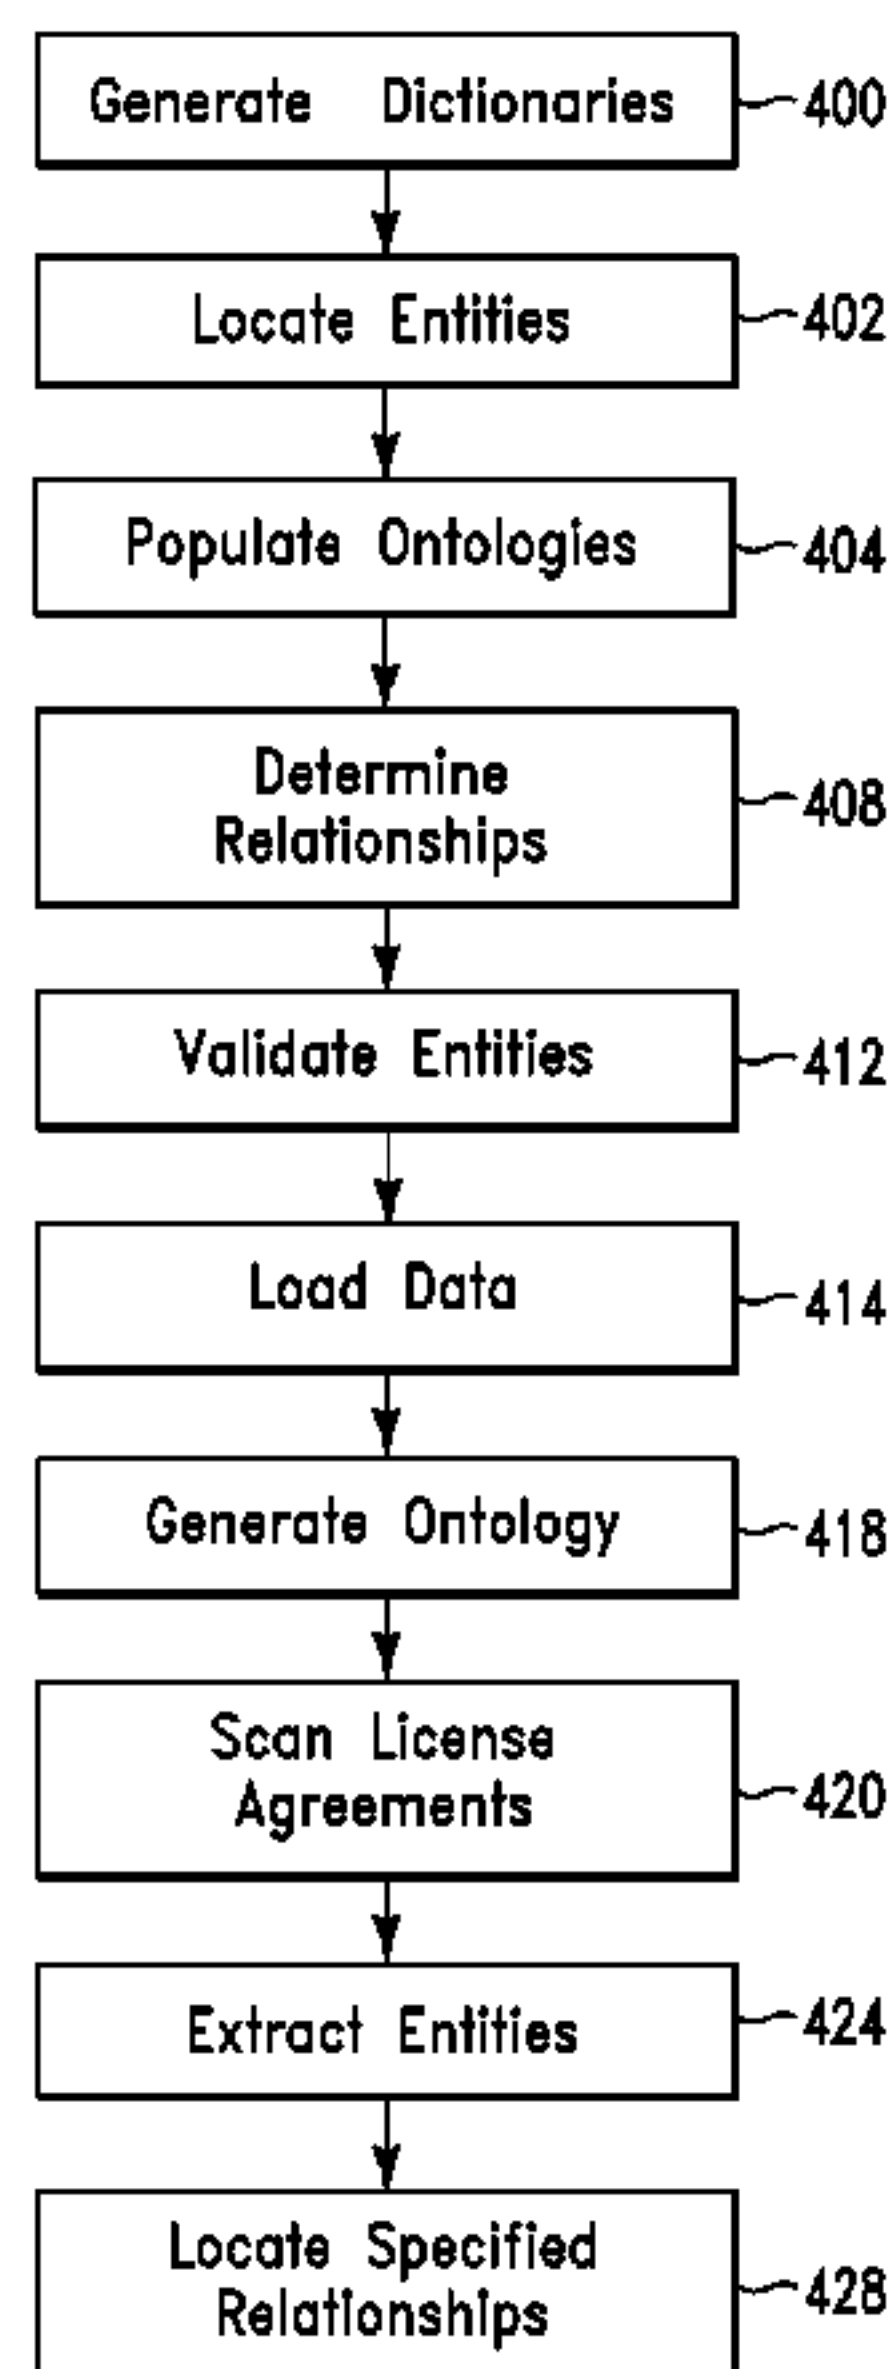 Generate Dictionaries 400
Locate Entities 402
Populate Ontologies 404
Determine
Relationships 408
Validate Entities 412
Load Data 414
Generate Ontology 418
Scan License
Agreements 420
Extract Entities 424
Locate Specified
Relationships 428